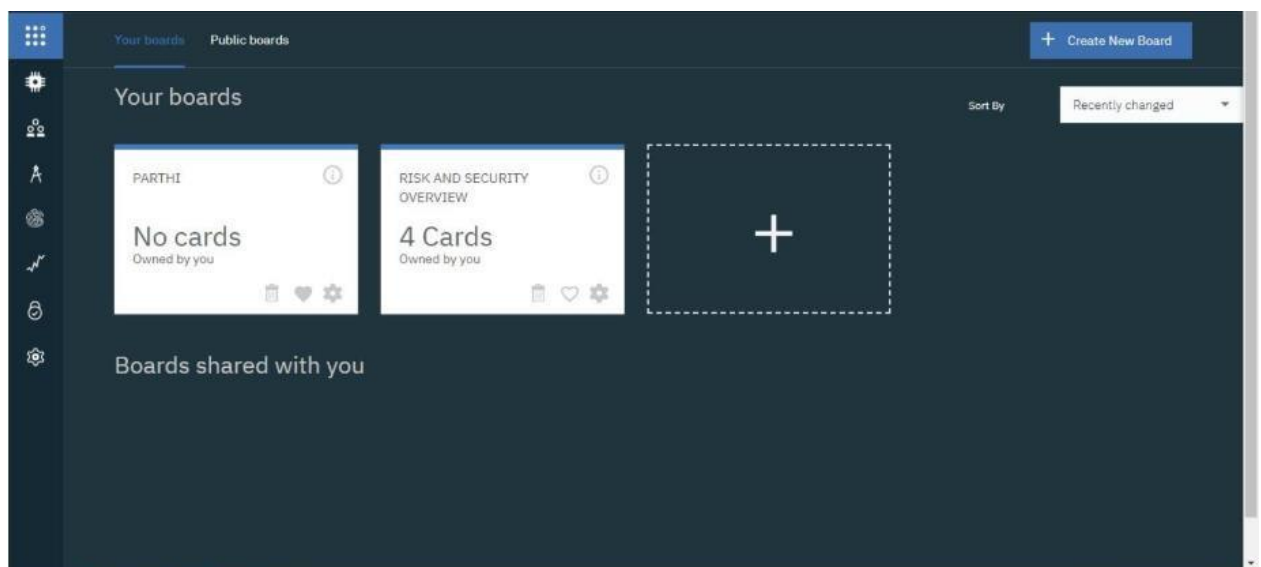 Your boards Public boards
+ Create New Board
Your boards
Sort By
Recently changed
PARTHI
No cards
Owned by you
RISK AND SECURITY
OVERVIEW
4 Cards
Owned by you
Boards shared with you